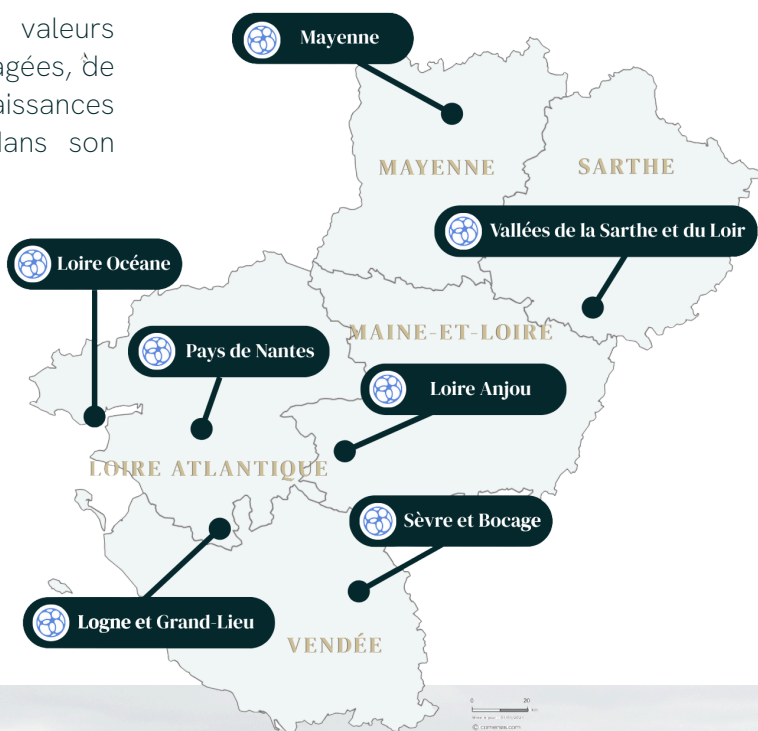 valeurs
agées, de
aissances
dans son
Mayenne
MAYENNE
SARTHE
Vallées de la Sarthe et du Loir
Loire Océane
MAINE-ET-LOIRE
Pays de Nantes
Loire Anjou
LOIRE ATLANTIQUE
Sèvre et Bocage
Logne et Grand-Lieu
VENDÉE
0 20
km
© comersis.com